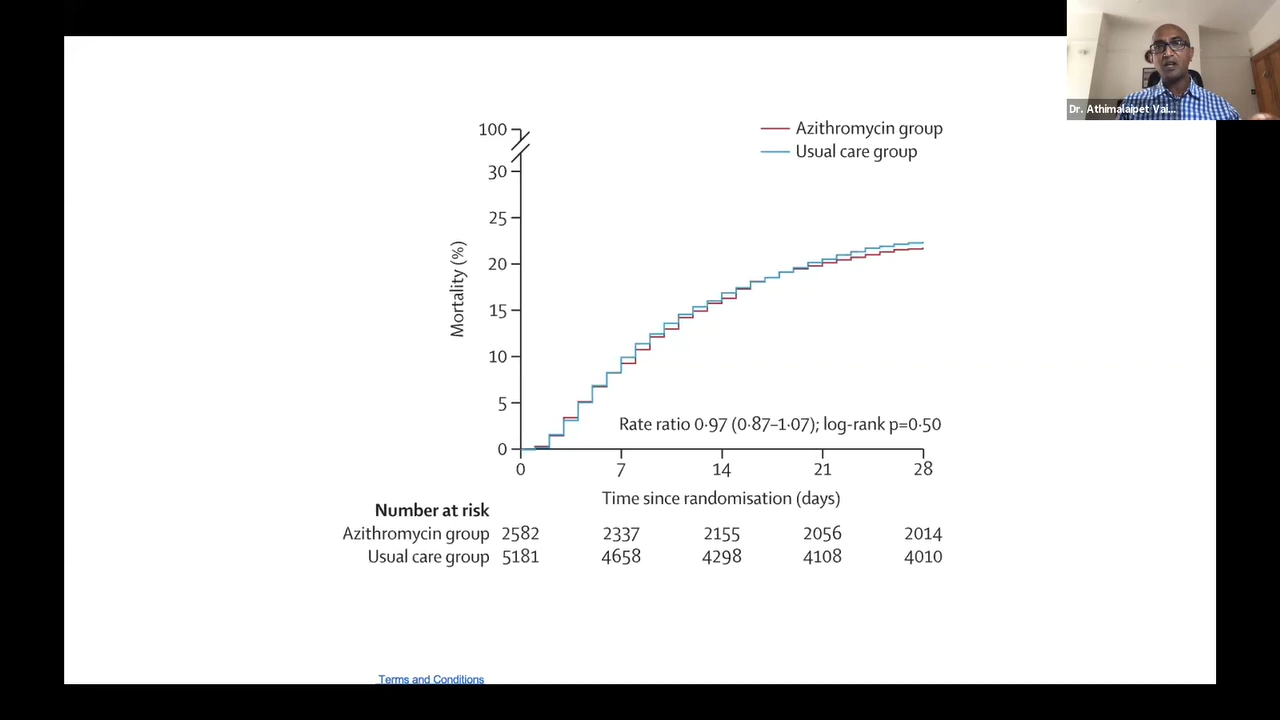 Dr. Athimalaipet Vai...
100
30
25
20
15
10
5
0
Mortality (%)
Azithromycin group
Usual care group
Rate ratio 0·97 (0·87–1·07); log-rank p=0·50
0 7 14 21 28
Time since randomisation (days)
Number at risk
Azithromycin group 2582 2337 2155 2056 2014
Usual care group 5181 4658 4298 4108 4010
Terms and Conditions